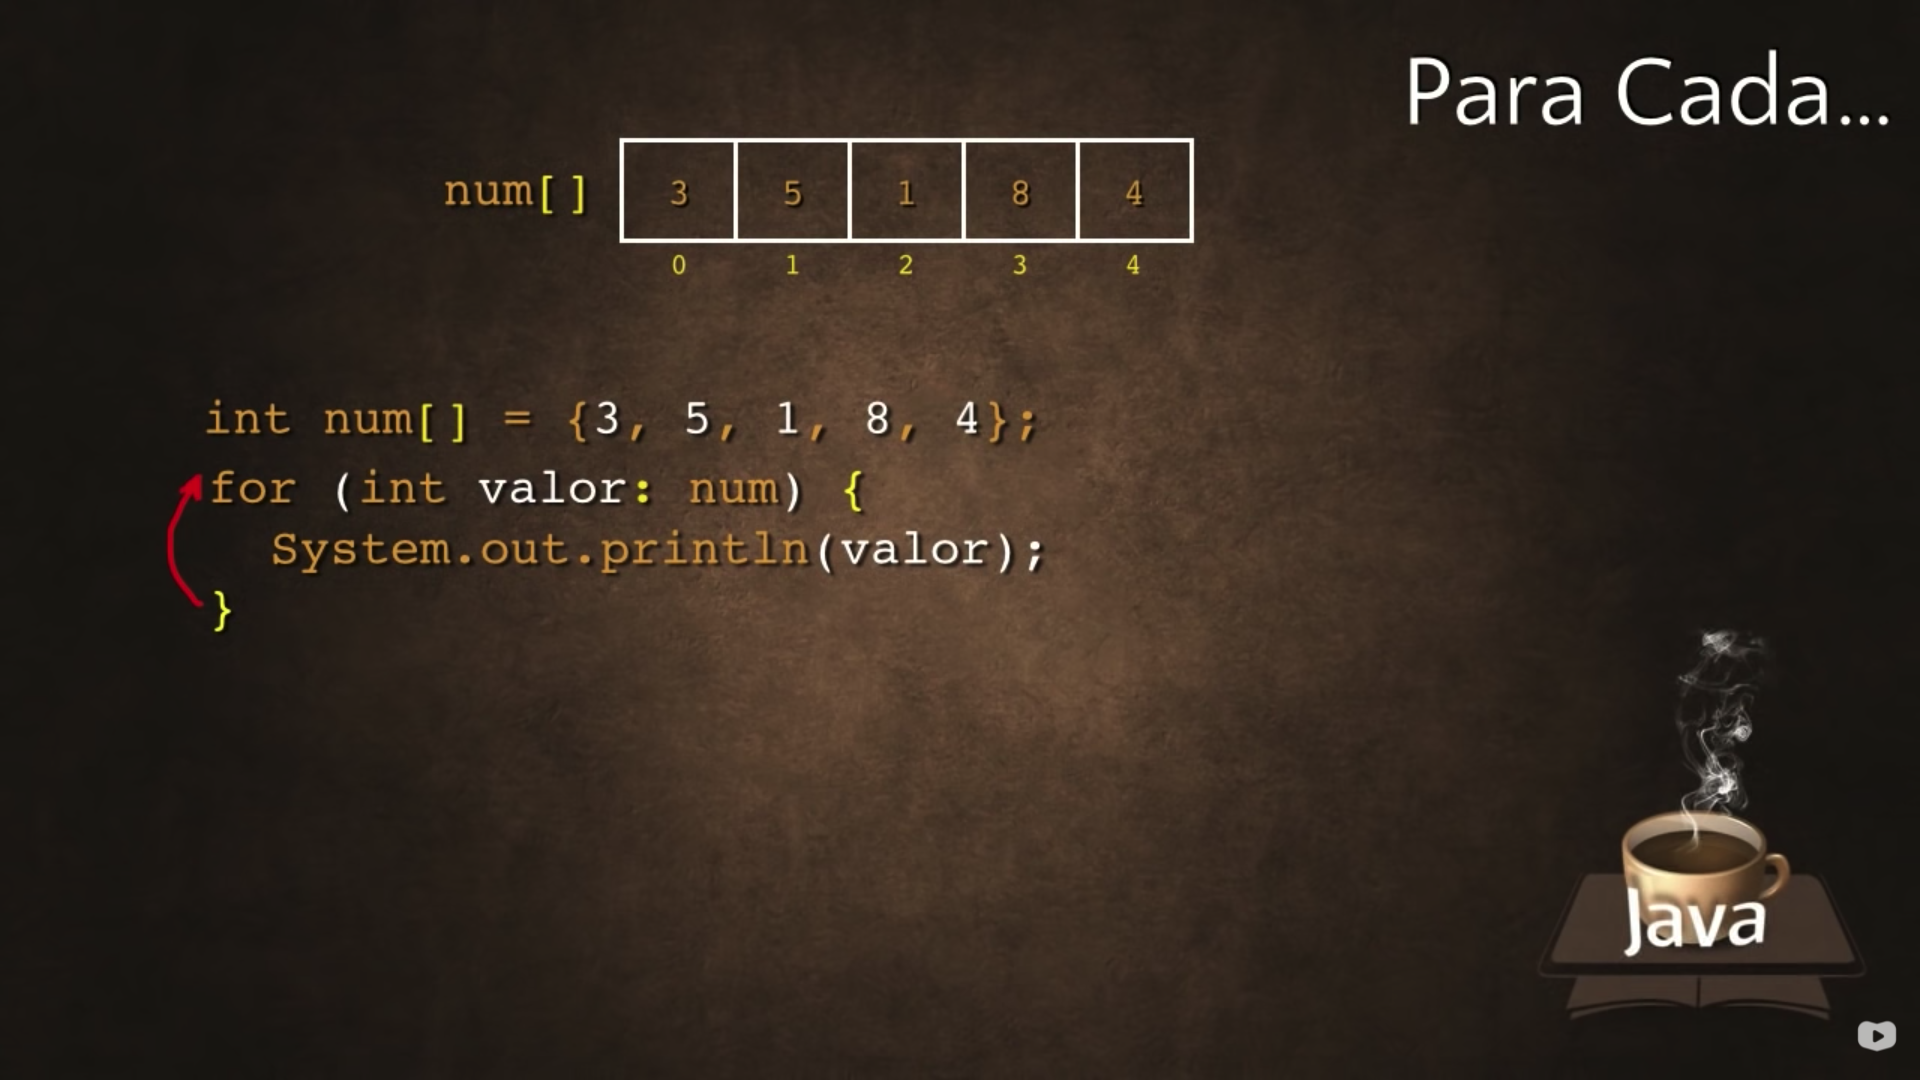 Para Cada...
num[] 3 5 1 8 4
0 1 2 3 4
int num[] = {3, 5, 1, 8, 4};
for (int valor: num) {
System.out.println(valor);
}
Java